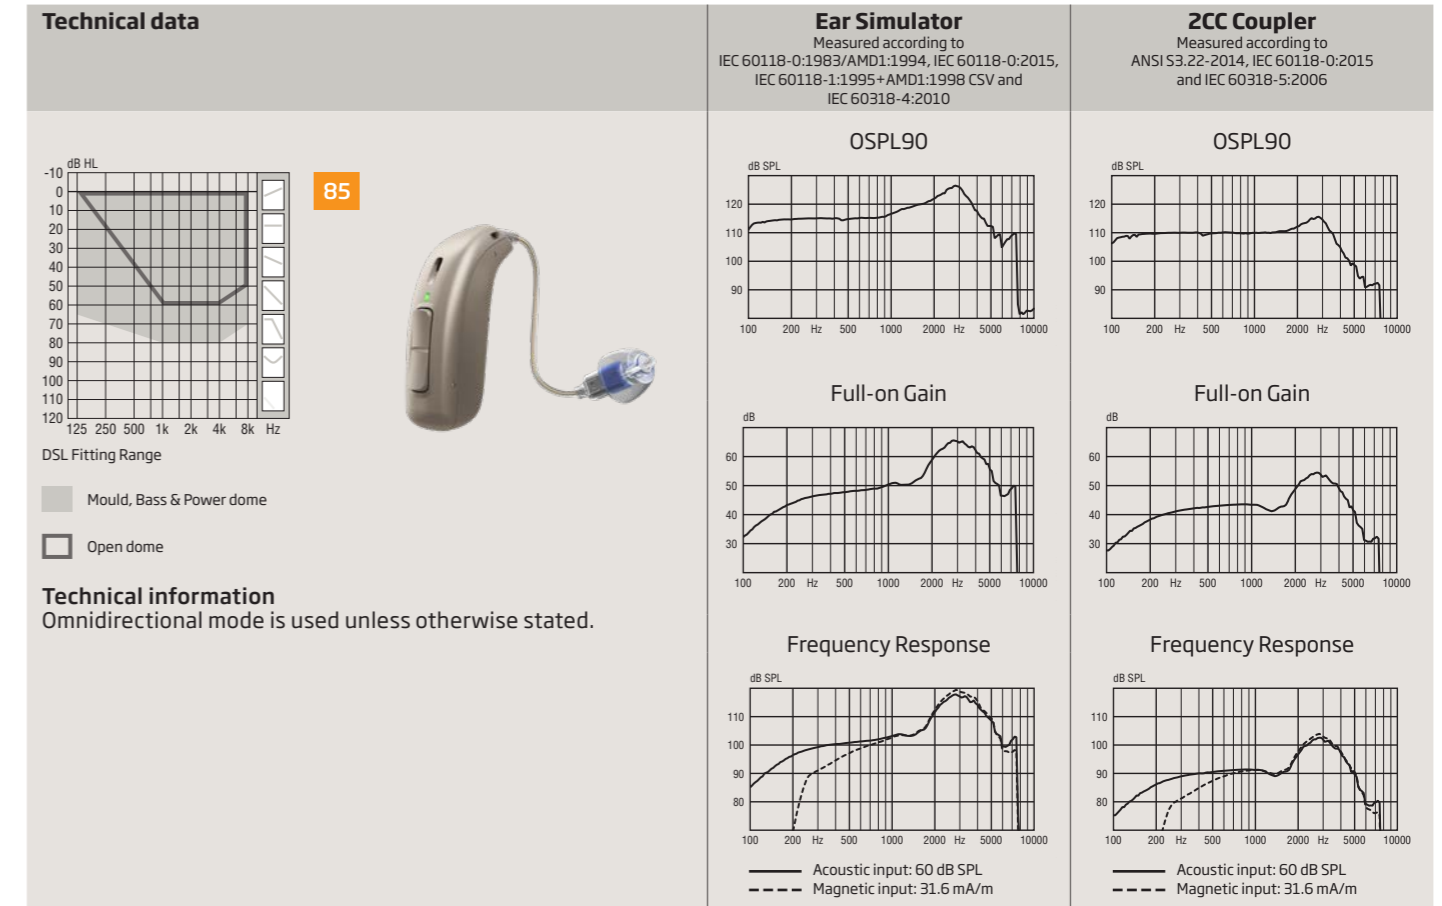 Technical data
Ear Simulator
Measured according to
IEC 60118-0:1983/AMD1:1994, IEC 60118-0:2015,
IEC 60118-1:1995+AMD1:1998 CSV and
IEC 60318-4:2010
2CC Coupler
Measured according to
ANSI S3.22-2014, IEC 60118-0:2015
and IEC 60318-5:2006
dB HL
-10
0
10
20
30
40
50
60
70
80
90
100
110
120
125 250 500 1k 2k 4k 8k Hz
85
DSL Fitting Range
Mould, Bass & Power dome
Open dome
Technical information
Omnidirectional mode is used unless otherwise stated.
OSPL90
dB SPL
120
110
100
90
100 200 Hz 500 1000 2000 Hz 5000 10000
Full-on Gain
dB
60
50
40
30
100 200 Hz 500 1000 2000 Hz 5000 10000
Frequency Response
dB SPL
110
100
90
80
100 200 Hz 500 1000 2000 Hz 5000 10000
Acoustic input: 60 dB SPL
Magnetic input: 31.6 mA/m
OSPL90
dB SPL
120
110
100
90
100 200 Hz 500 1000 2000 Hz 5000 10000
Full-on Gain
dB
60
50
40
30
100 200 Hz 500 1000 2000 Hz 5000 10000
Frequency Response
dB SPL
110
100
90
80
100 200 Hz 500 1000 2000 Hz 5000 10000
Acoustic input: 60 dB SPL
Magnetic input: 31.6 mA/m